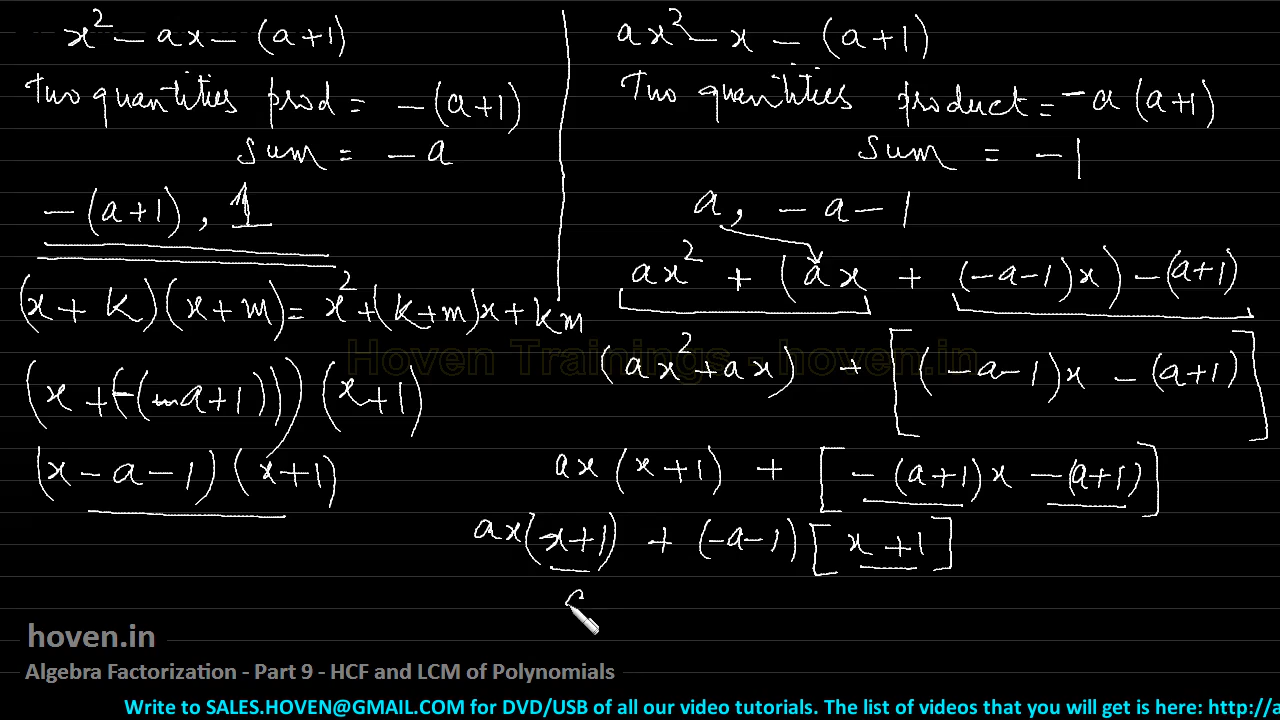 x² - ax - (a+1)
Two quantities prod = -(a+1)
sum = -a
-(a+1), 1
(x + k)(x+m) = x² + (k+m)x + km
(x + (-(a+1)))(x+1)
(x - a - 1)(x+1)
ax² - x - (a+1)
Two quantities product = -a(a+1)
sum = -1
a, -a-1
ax² + (ax + (-a-1)x) - (a+1)
Hoven Trainings - hoven.in
(ax² + ax) + [(-a-1)x - (a+1)]
ax(x+1) + [-(a+1)x - (a+1)]
ax(x+1) + (-a-1)[x+1]
hoven.in
Algebra Factorization - Part 9 - HCF and LCM of Polynomials
Write to SALES.HOVEN@GMAIL.COM for DVD/USB of all our video tutorials. The list of videos that you will get is here: http://a